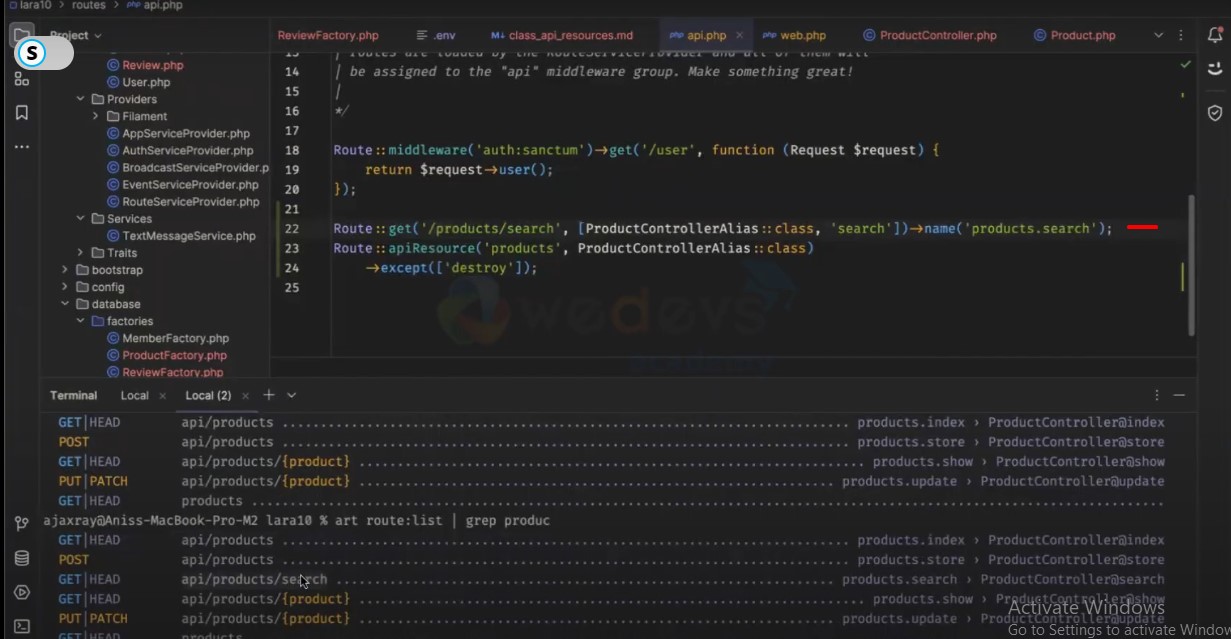 lara10 > routes > php api.php
Project
ReviewFactory.php
.env
M↓ class_api_resources.md
php api.php ×
php web.php
© ProductController.php
© Product.php
S
© Review.php
© User.php
Providers
Filament
© AppServiceProvider.php
© AuthServiceProvider.php
© BroadcastServiceProvider.p
© EventServiceProvider.php
© RouteServiceProvider.php
Services
© TextMessageService.php
Traits
bootstrap
config
database
factories
© MemberFactory.php
© ProductFactory.php
© ReviewFactory.php
13 | routes are loaded by the RouteServiceProvider and all of them will
14 | be assigned to the "api" middleware group. Make something great!
15 |
16 */
17
18 Route::middleware('auth:sanctum')→get('/user', function (Request $request) {
19 return $request→user();
20 });
21
22 Route::get('/products/search', [ProductControllerAlias::class, 'search'])→name('products.search');
23 Route::apiResource('products', ProductControllerAlias::class)
24 →except(['destroy']);
25
wedevs
academy
Terminal Local × Local (2) × +
GET|HEAD api/products ........ products.index › ProductController@index
POST api/products ........ products.store › ProductController@store
GET|HEAD api/products/{product} ........ products.show › ProductController@show
PUT|PATCH api/products/{product} ........ products.update › ProductController@update
GET|HEAD products ........
ajaxray@Aniss-MacBook-Pro-M2 lara10 % art route:list | grep produc
GET|HEAD api/products ........ products.index › ProductController@index
POST api/products ........ products.store › ProductController@store
GET|HEAD api/products/search ........ products.search › ProductController@search
GET|HEAD api/products/{product} ........ products.show › ProductController@show
PUT|PATCH api/products/{product} ........ products.update › ProductController@update
GET|HEAD products
Activate Windows
Go to Settings to activate Windov